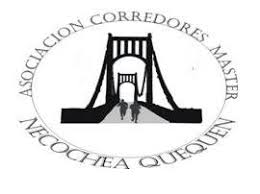 ASOCIACION CORREDORES MASTER
NECOCHEA QUEQUEN